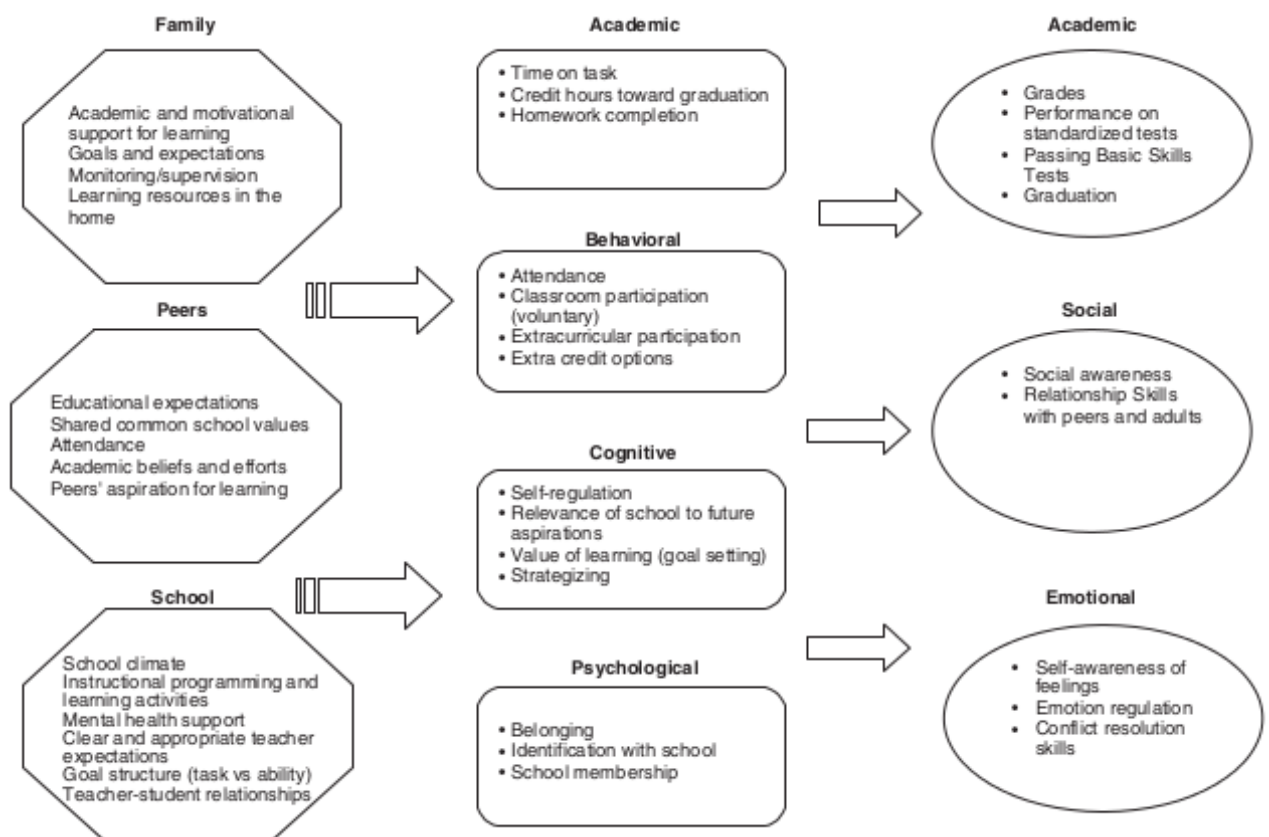 Family
Academic and motivational
support for learning
Goals and expectations
Monitoring/supervision
Learning resources in the
home
Peers
Educational expectations
Shared common school values
Attendance
Academic beliefs and efforts
Peers' aspiration for learning
School
School climate
Instructional programming and
learning activities
Mental health support
Clear and appropriate teacher
expectations
Goal structure (task vs ability)
Teacher-student relationships
Academic
• Time on task
• Credit hours toward graduation
• Homework completion
Behavioral
• Attendance
• Classroom participation
(voluntary)
• Extracurricular participation
• Extra credit options
Cognitive
• Self-regulation
• Relevance of school to future
aspirations
• Value of learning (goal setting)
• Strategizing
Psychological
• Belonging
• Identification with school
• School membership
Academic
• Grades
• Performance on
standardized tests
• Passing Basic Skills
Tests
• Graduation
Social
• Social awareness
• Relationship Skills
with peers and adults
Emotional
• Self-awareness of
feelings
• Emotion regulation
• Conflict resolution
skills